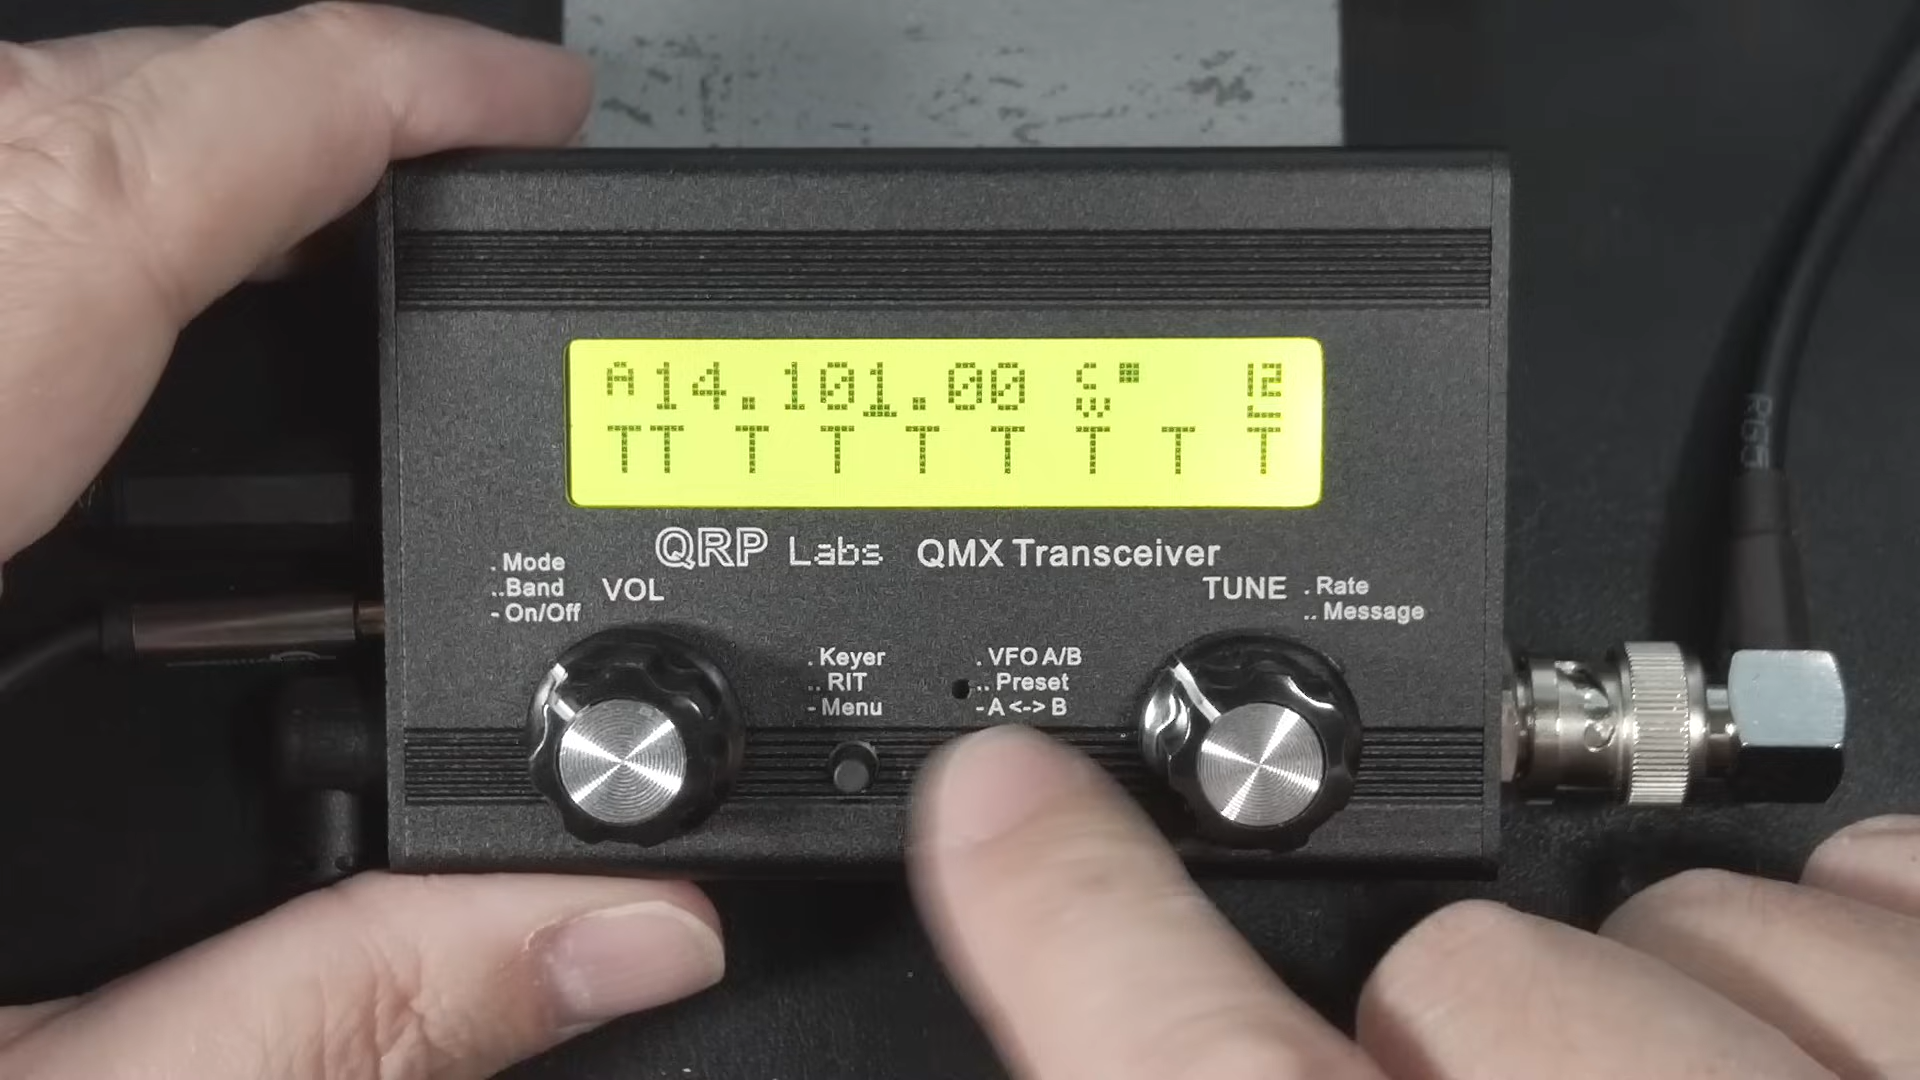 A14,101.00
TT T T T T T T T
QRP Labs QMX Transceiver
. Mode
.. Band
- On/Off
VOL
TUNE
. Rate
.. Message
. Keyer
.. RIT
- Menu
. VFO A/B
.. Preset
- A <-> B